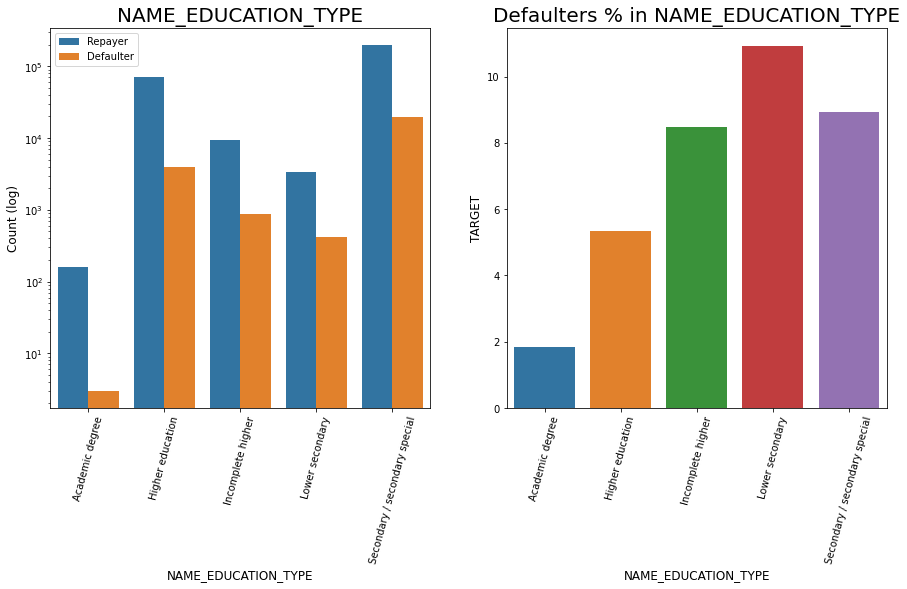 NAME_EDUCATION_TYPE
Repayer
Defaulter
10^5
10^4
10^3
10^2
10^1
Count (log)
Academic degree
Higher education
Incomplete higher
Lower secondary
Secondary / secondary special
NAME_EDUCATION_TYPE
Defaulters % in NAME_EDUCATION_TYPE
10
8
6
4
2
0
TARGET
Academic degree
Higher education
Incomplete higher
Lower secondary
Secondary / secondary special
NAME_EDUCATION_TYPE